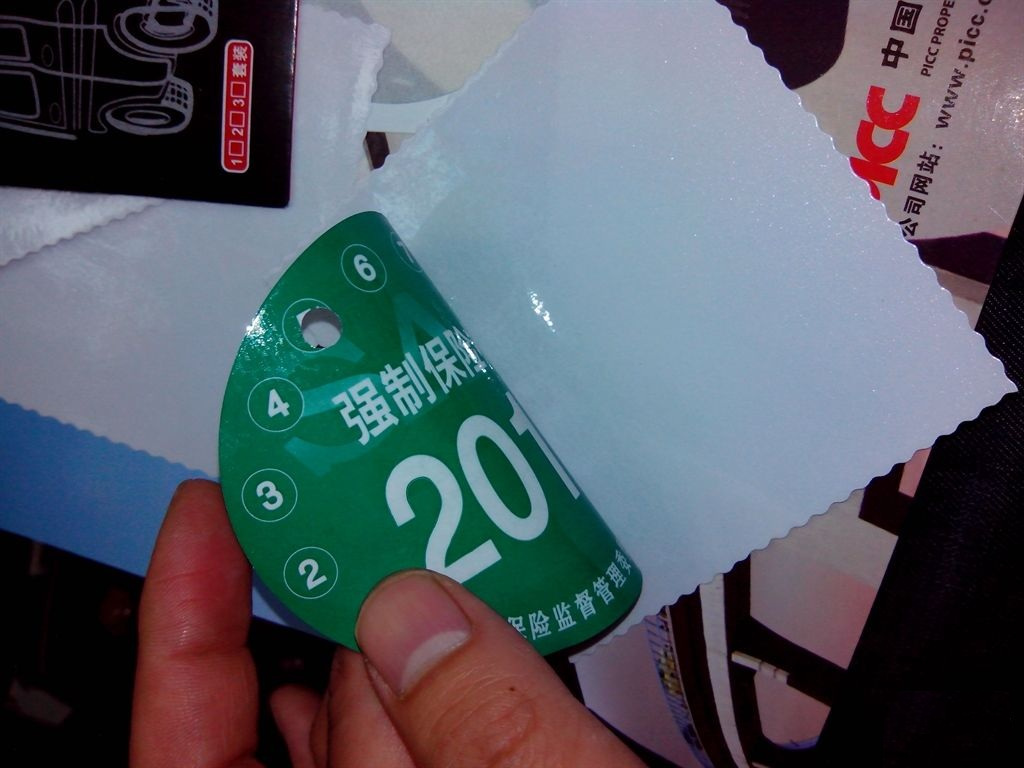 1□2□3□套装
中国
PICC PROPE
PICC
公司网站：www.picc.c
6
4
3
2
强制保险
201
保险监督管理委